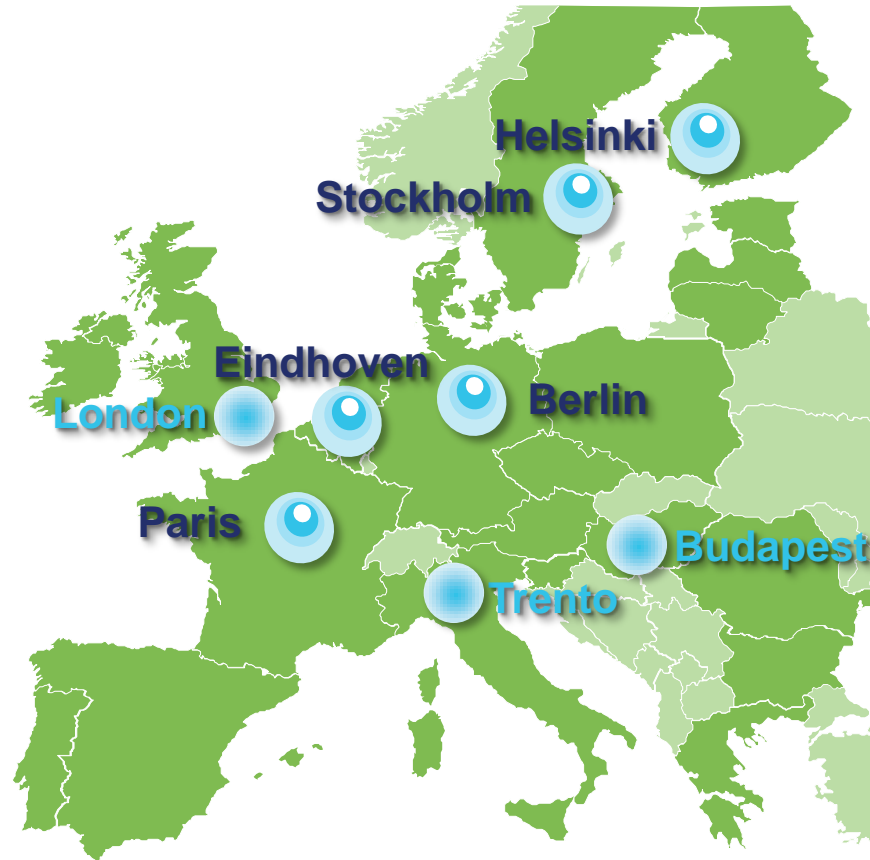 Helsinki
Stockholm
Eindhoven
London
Berlin
Paris
Budapest
Trento